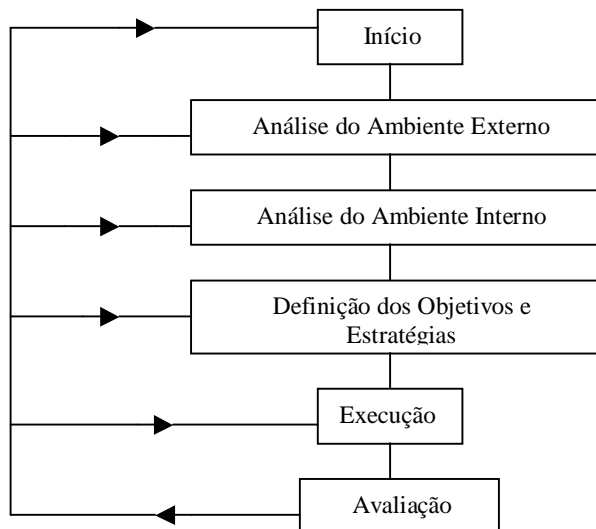 Início
Análise do Ambiente Externo
Análise do Ambiente Interno
Definição dos Objetivos e
Estratégias
Execução
Avaliação